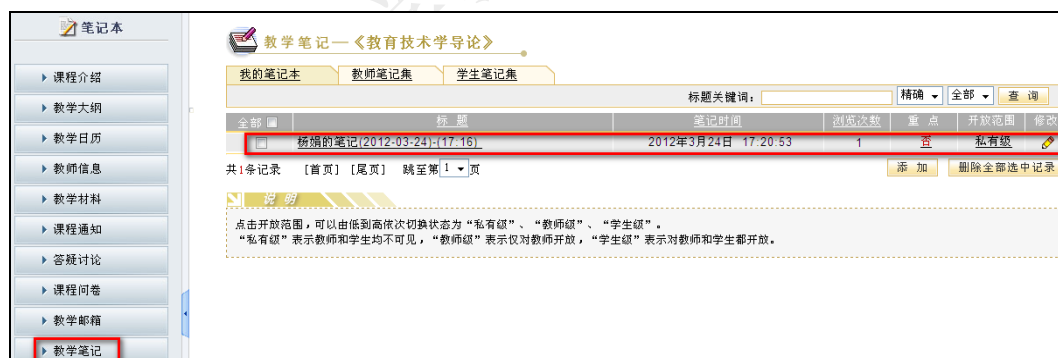 笔记本
课程介绍
教学大纲
教学日历
教师信息
教学材料
课程通知
答疑讨论
课程问卷
教学邮箱
教学笔记
教学笔记—《教育技术学导论》
我的笔记本 教师笔记集 学生笔记集
标题关键词: 精确 全部 查 询
全部 标 题 笔记时间 浏览次数 重 点 开放范围 修改
杨娟的笔记(2012-03-24)-(17:16) 2012年3月24日 17:20:53 1 否 私有级
共1条记录 [首页] [尾页] 跳至第 1 页 添 加 删除全部选中记录
说 明
点击开放范围，可以由低到高依次切换状态为“私有级”、“教师级”、“学生级”。
“私有级”表示教师和学生均不可见，“教师级”表示仅对教师开放，“学生级”表示对教师和学生都开放。